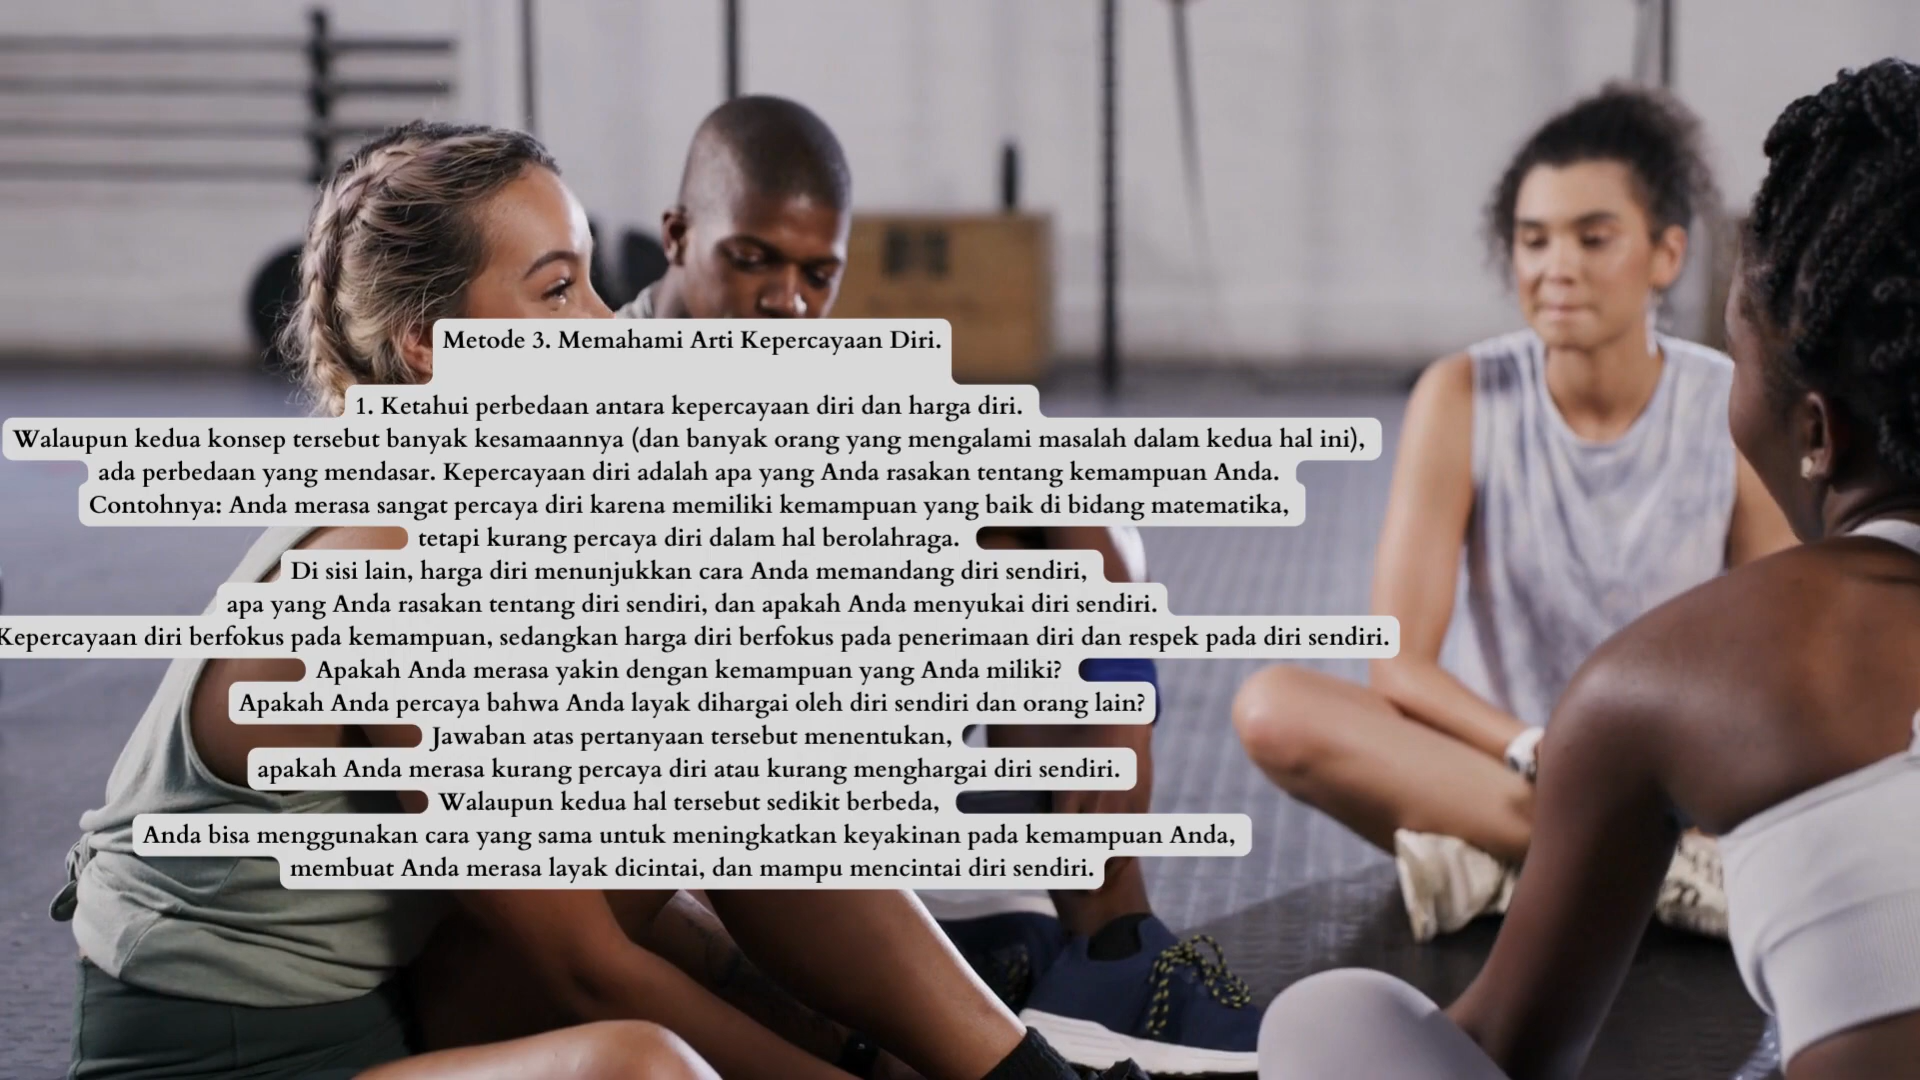 Metode 3. Memahami Arti Kepercayaan Diri.
1. Ketahui perbedaan antara kepercayaan diri dan harga diri.
Walaupun kedua konsep tersebut banyak kesamaannya (dan banyak orang yang mengalami masalah dalam kedua hal ini),
ada perbedaan yang mendasar. Kepercayaan diri adalah apa yang Anda rasakan tentang kemampuan Anda.
Contohnya: Anda merasa sangat percaya diri karena memiliki kemampuan yang baik di bidang matematika,
tetapi kurang percaya diri dalam hal berolahraga.
Di sisi lain, harga diri menunjukkan cara Anda memandang diri sendiri,
apa yang Anda rasakan tentang diri sendiri, dan apakah Anda menyukai diri sendiri.
Kepercayaan diri berfokus pada kemampuan, sedangkan harga diri berfokus pada penerimaan diri dan respek pada diri sendiri.
Apakah Anda merasa yakin dengan kemampuan yang Anda miliki?
Apakah Anda percaya bahwa Anda layak dihargai oleh diri sendiri dan orang lain?
Jawaban atas pertanyaan tersebut menentukan,
apakah Anda merasa kurang percaya diri atau kurang menghargai diri sendiri.
Walaupun kedua hal tersebut sedikit berbeda,
Anda bisa menggunakan cara yang sama untuk meningkatkan keyakinan pada kemampuan Anda,
membuat Anda merasa layak dicintai, dan mampu mencintai diri sendiri.